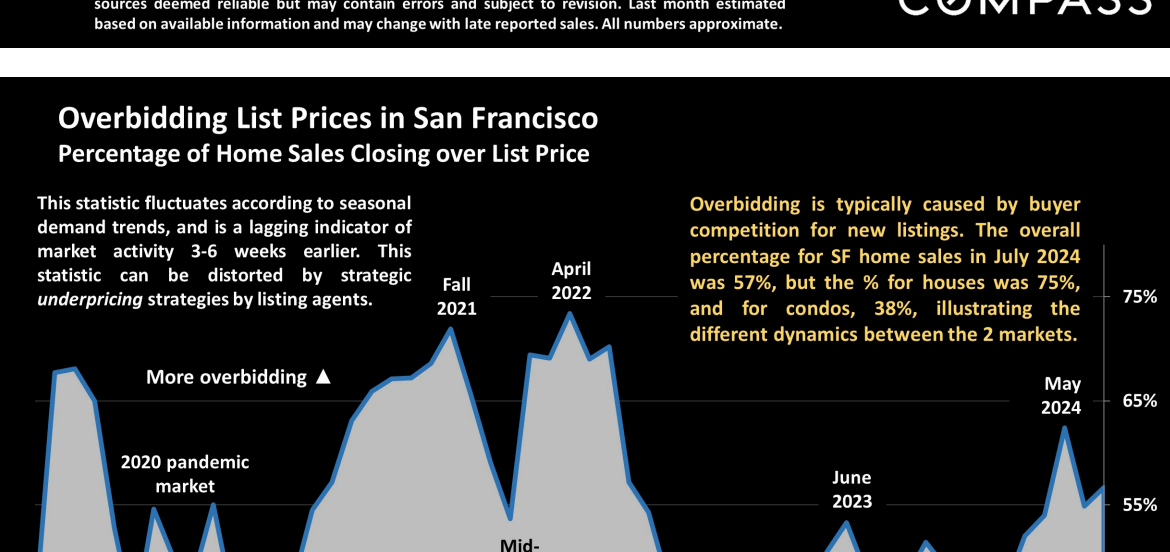 sources deemed reliable but may contain errors and subject to revision. Last month estimated
based on available information and may change with late reported sales. All numbers approximate.
COMPASS
Overbidding List Prices in San Francisco
Percentage of Home Sales Closing over List Price
This statistic fluctuates according to seasonal
demand trends, and is a lagging indicator of
market activity 3-6 weeks earlier. This
statistic can be distorted by strategic
underpricing strategies by listing agents.
Overbidding is typically caused by buyer
competition for new listings. The overall
percentage for SF home sales in July 2024
was 57%, but the % for houses was 75%,
and for condos, 38%, illustrating the
different dynamics between the 2 markets.
Fall
2021
April
2022
75%
More overbidding ▲
May
2024
65%
2020 pandemic
market
June
2023
55%
Mid-